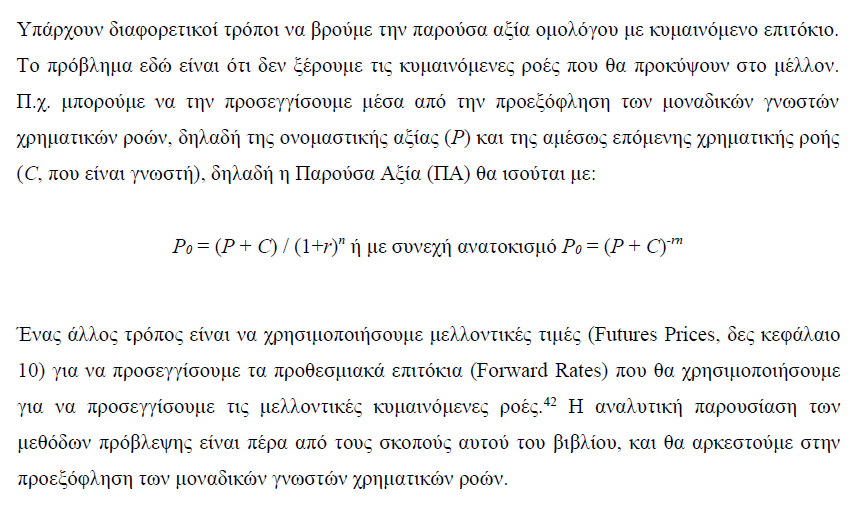 Υπάρχουν διαφορετικοί τρόποι να βρούμε την παρούσα αξία ομολόγου με κυμαινόμενο επιτόκιο.
Το πρόβλημα εδώ είναι ότι δεν ξέρουμε τις κυμαινόμενες ροές που θα προκύψουν στο μέλλον.
Π.χ. μπορούμε να την προσεγγίσουμε μέσα από την προεξόφληση των μοναδικών γνωστών
χρηματικών ροών, δηλαδή της ονομαστικής αξίας (P) και της αμέσως επόμενης χρηματικής ροής
(C, που είναι γνωστή), δηλαδή η Παρούσα Αξία (ΠΑ) θα ισούται με:
P₀ = (P + C) / (1+r)ⁿ ή με συνεχή ανατοκισμό P₀ = (P + C)⁻ʳⁿ
Ένας άλλος τρόπος είναι να χρησιμοποιήσουμε μελλοντικές τιμές (Futures Prices, δες κεφάλαιο
10) για να προσεγγίσουμε τα προθεσμιακά επιτόκια (Forward Rates) που θα χρησιμοποιήσουμε
για να προσεγγίσουμε τις μελλοντικές κυμαινόμενες ροές.⁴² Η αναλυτική παρουσίαση των
μεθόδων πρόβλεψης είναι πέρα από τους σκοπούς αυτού του βιβλίου, και θα αρκεστούμε στην
προεξόφληση των μοναδικών γνωστών χρηματικών ροών.